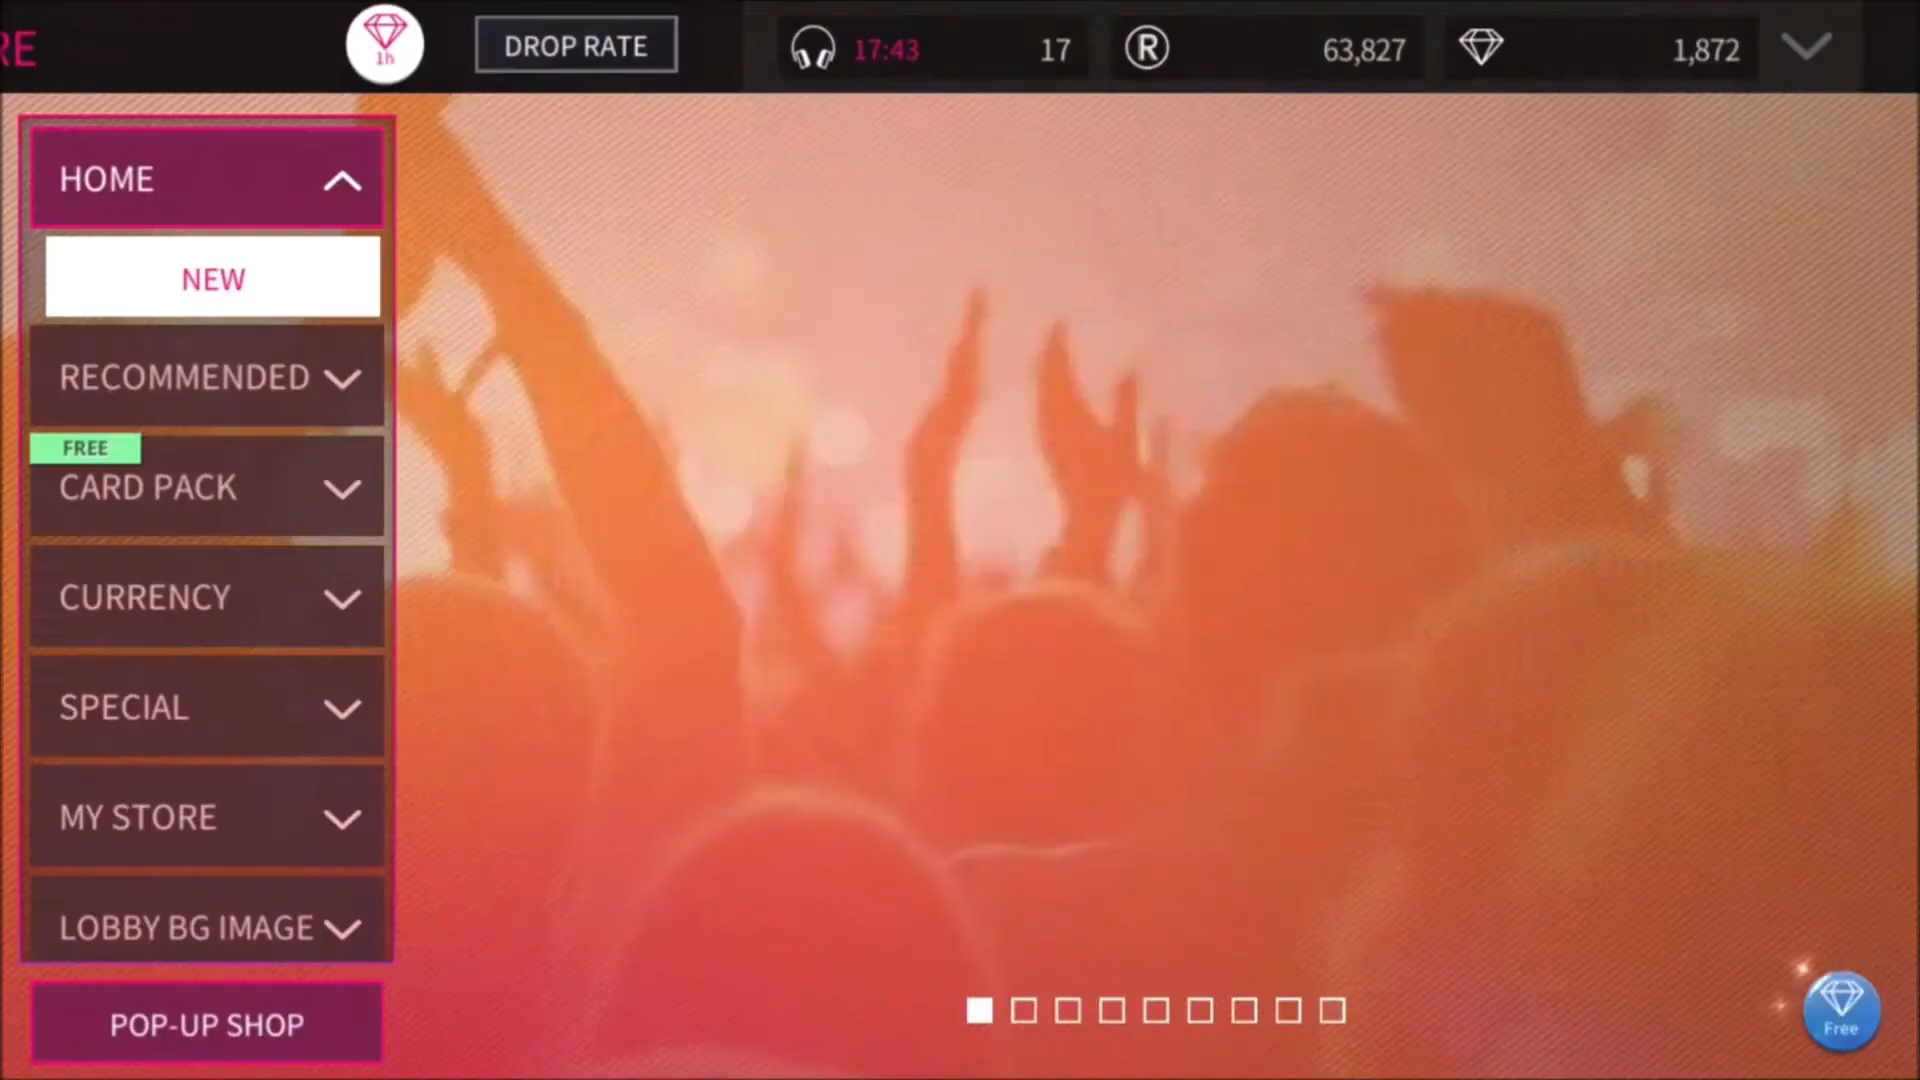 RE
1h
DROP RATE
17:43
17
R
63,827
1,872
HOME
NEW
RECOMMENDED
FREE
CARD PACK
CURRENCY
SPECIAL
MY STORE
LOBBY BG IMAGE
POP-UP SHOP
Free